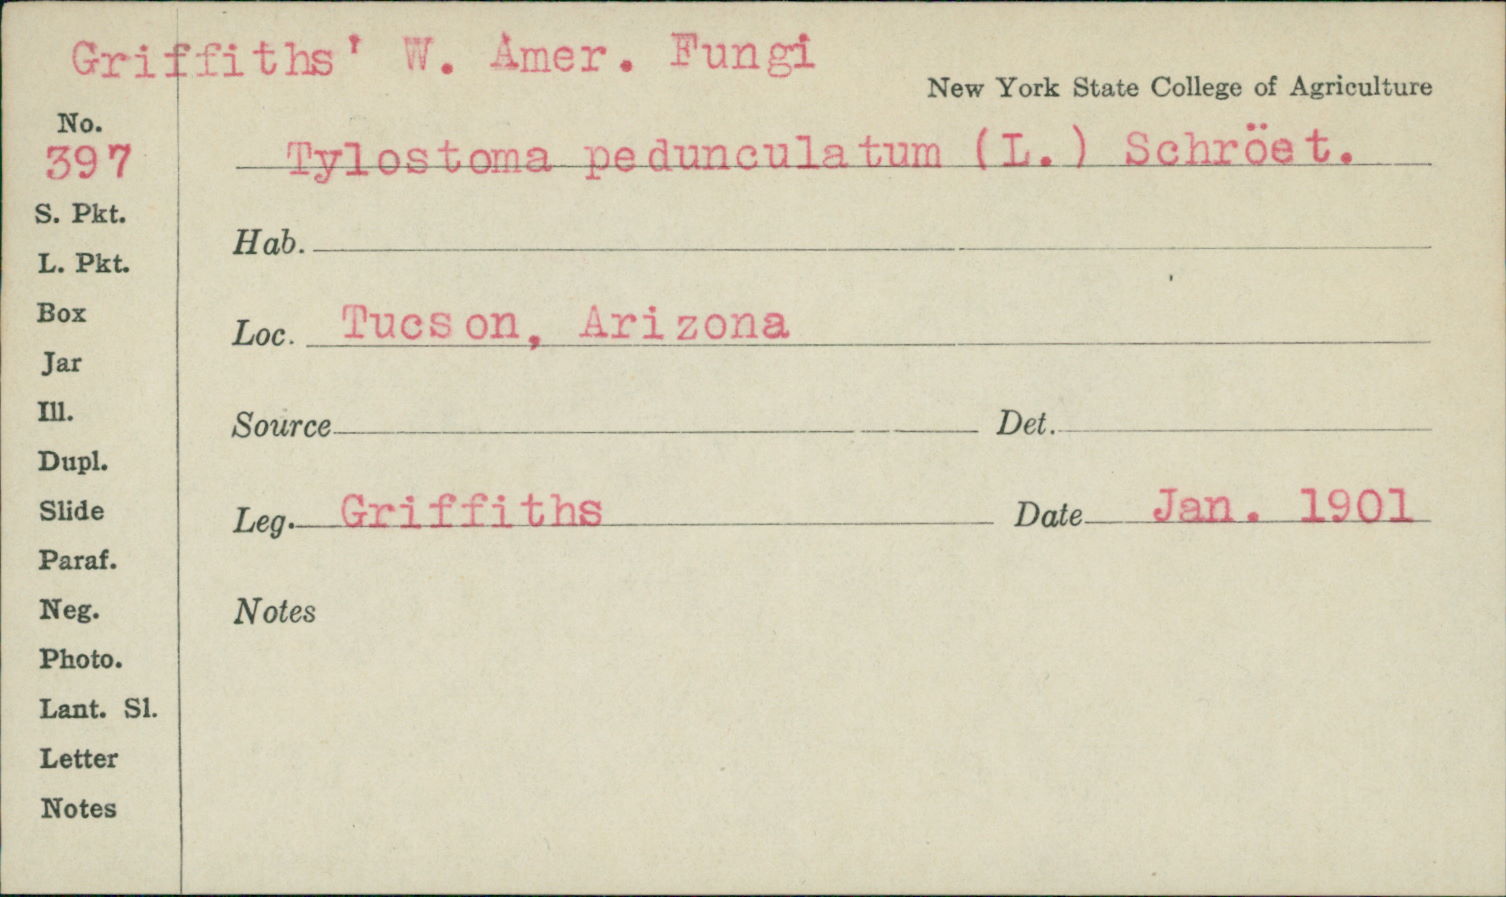 Griffiths' W. Amer. Fungi
New York State College of Agriculture
No.
397
Tylostoma pedunculatum (L.) Schröet.
S. Pkt.
Hab.
L. Pkt.
Box
Loc. Tucson, Arizona
Jar
Ill.
Source Det.
Dupl.
Slide
Leg. Griffiths Date Jan. 1901
Paraf.
Neg.
Notes
Photo.
Lant. Sl.
Letter
Notes